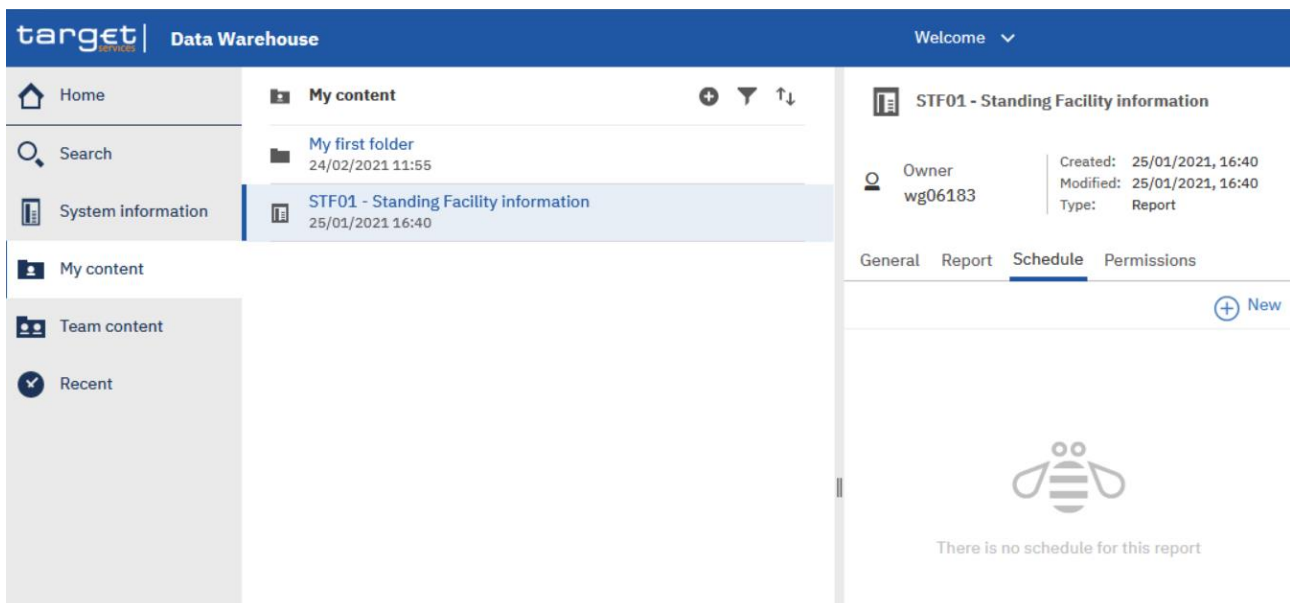 target services | Data Warehouse
Welcome
Home
Search
System information
My content
Team content
Recent
My content
My first folder
24/02/2021 11:55
STF01 - Standing Facility information
25/01/2021 16:40
STF01 - Standing Facility information
Owner
wg06183
Created: 25/01/2021, 16:40
Modified: 25/01/2021, 16:40
Type: Report
General Report Schedule Permissions
New
There is no schedule for this report